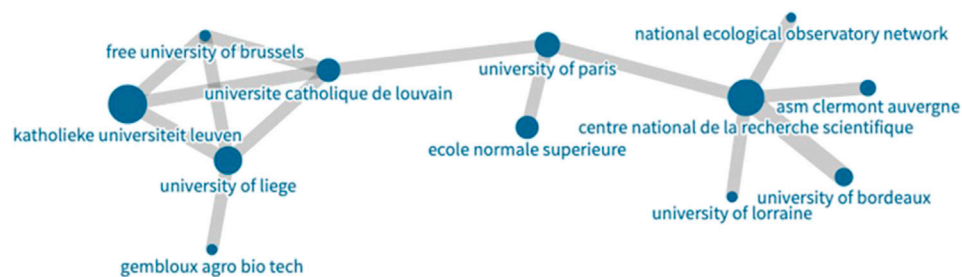 national ecological observatory network
free university of brussels
university of paris
universite catholique de louvain
asm clermont auvergne
katholieke universiteit leuven
centre national de la recherche scientifique
ecole normale superieure
university of liege
university of bordeaux
university of lorraine
gembloux agro bio tech